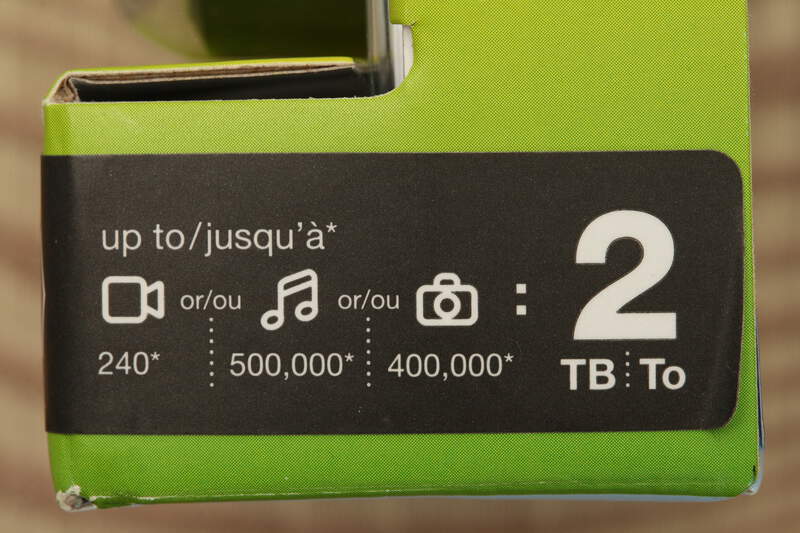 up to/jusqu'à*
or/ou or/ou : 2
240* 500,000* 400,000* TB To